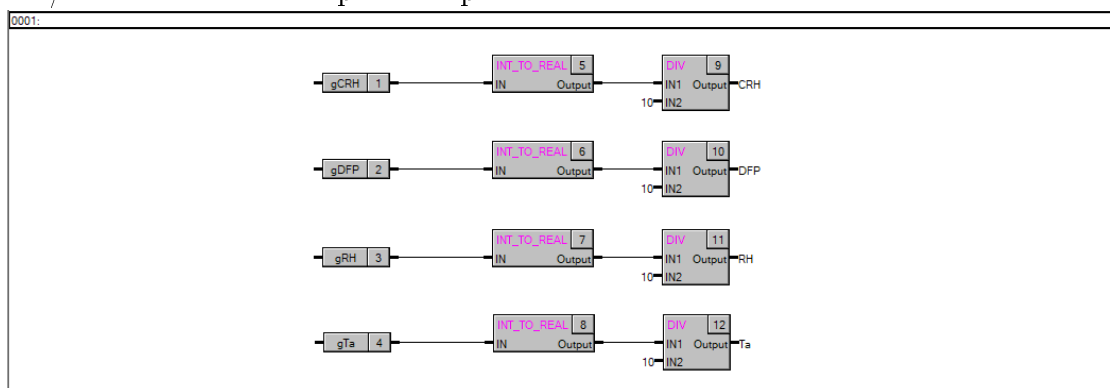 0001:
INT_TO_REAL 5 DIV 9
gCRH 1 IN Output IN1 Output CRH
10 IN2
INT_TO_REAL 6 DIV 10
gDFP 2 IN Output IN1 Output DFP
10 IN2
INT_TO_REAL 7 DIV 11
gRH 3 IN Output IN1 Output RH
10 IN2
INT_TO_REAL 8 DIV 12
gTa 4 IN Output IN1 Output Ta
10 IN2